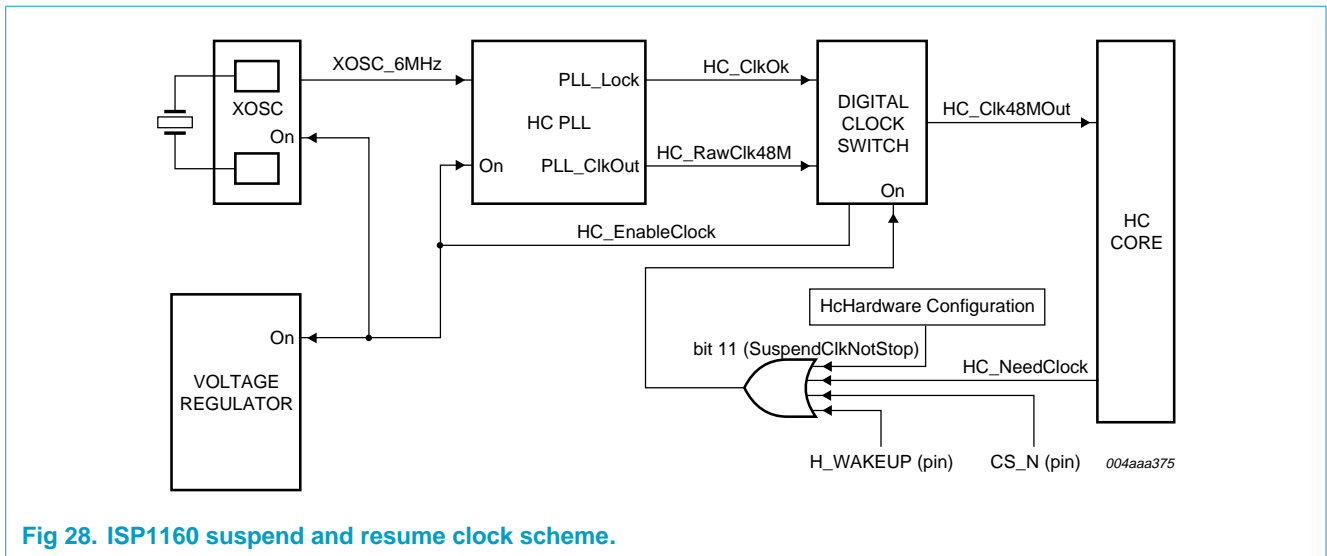 XOSC_6MHz
XOSC
On
PLL_Lock
HC PLL
On
PLL_ClkOut
HC_ClkOk
HC_RawClk48M
DIGITAL
CLOCK
SWITCH
On
HC_Clk48MOut
HC
CORE
HC_EnableClock
On
VOLTAGE
REGULATOR
HcHardware Configuration
bit 11 (SuspendClkNotStop)
HC_NeedClock
H_WAKEUP (pin)
CS_N (pin)
004aaa375
Fig 28. ISP1160 suspend and resume clock scheme.